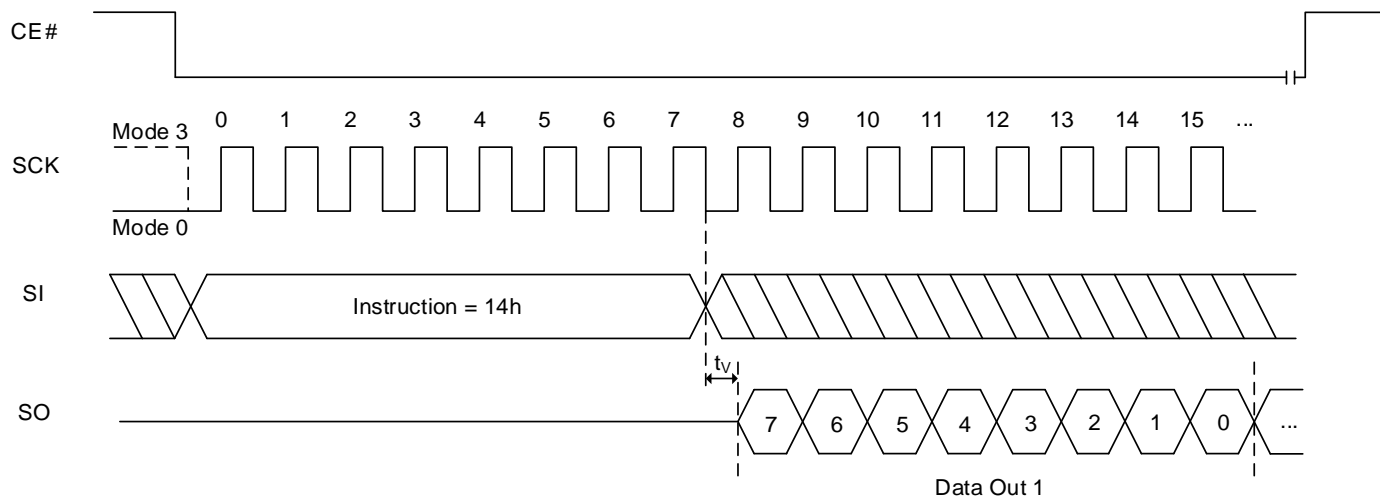 CE#
0 1 2 3 4 5 6 7 8 9 10 11 12 13 14 15 ...
Mode 3
SCK
Mode 0
SI
Instruction = 14h
tV
SO
7 6 5 4 3 2 1 0 ...
Data Out 1